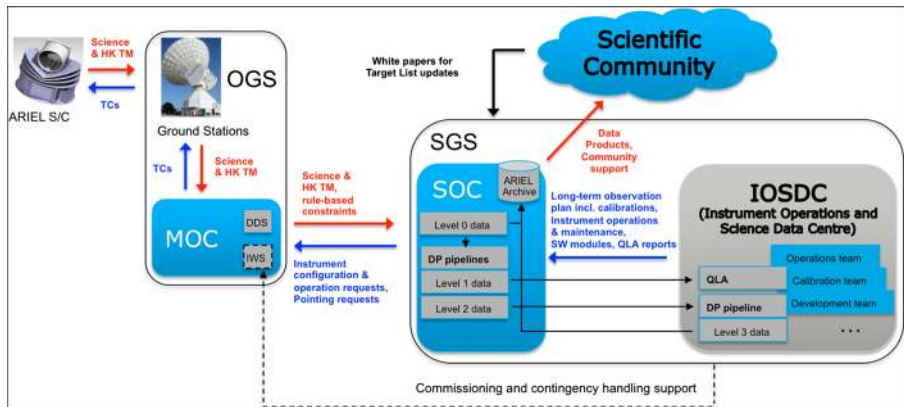 Science
& HK TM
TCs
ARIEL S/C
OGS
Ground Stations
TCs
Science
& HK TM
MOC
DDS
IWS
Science
& HK TM,
rule-based
constraints
Instrument
configuration &
operation requests,
Pointing requests
White papers for
Target List updates
Scientific
Community
SGS
Data
Products,
Community
support
SOC
ARIEL
Archive
Level 0 data
DP pipelines
Level 1 data
Level 2 data
Long-term observation
plan incl. calibrations,
Instrument operations
& maintenance,
SW modules, QLA reports
IOSDC
(Instrument Operations and
Science Data Centre)
Operations team
QLA
Calibration team
Development team
DP pipeline
Level 3 data
...
Commissioning and contingency handling support